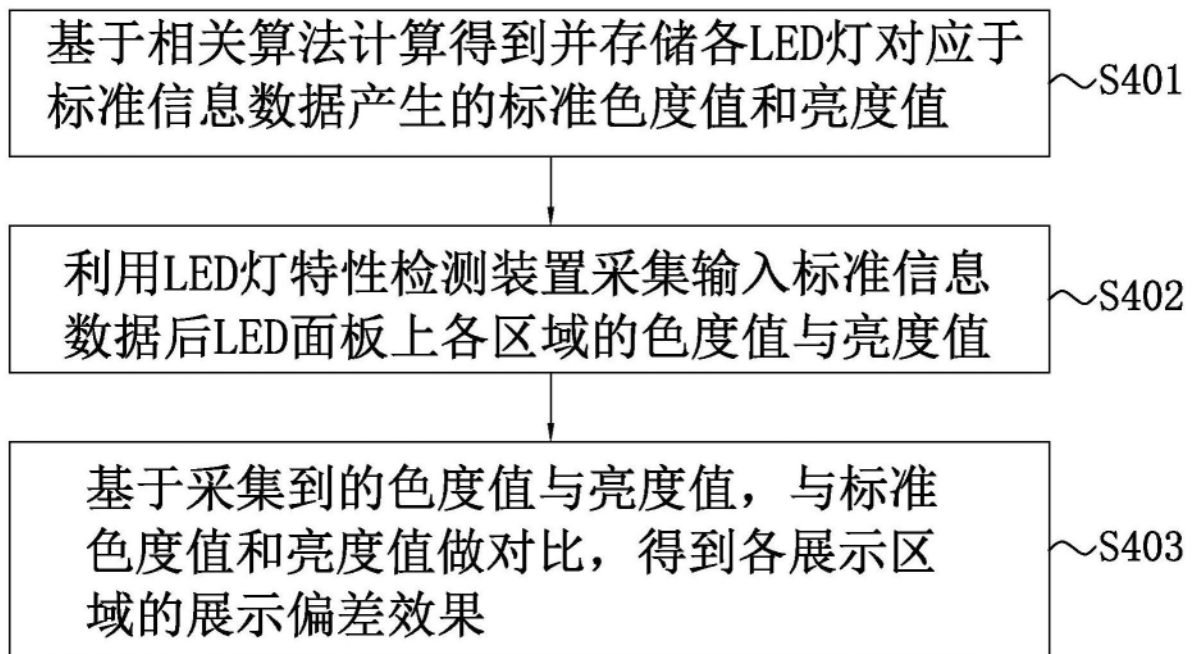 基于相关算法计算得到并存储各LED灯对应于
标准信息数据产生的标准色度值和亮度值
S401
利用LED灯特性检测装置采集输入标准信息
数据后LED面板上各区域的色度值与亮度值
S402
基于采集到的色度值与亮度值，与标准
色度值和亮度值做对比，得到各展示区
域的展示偏差效果
S403